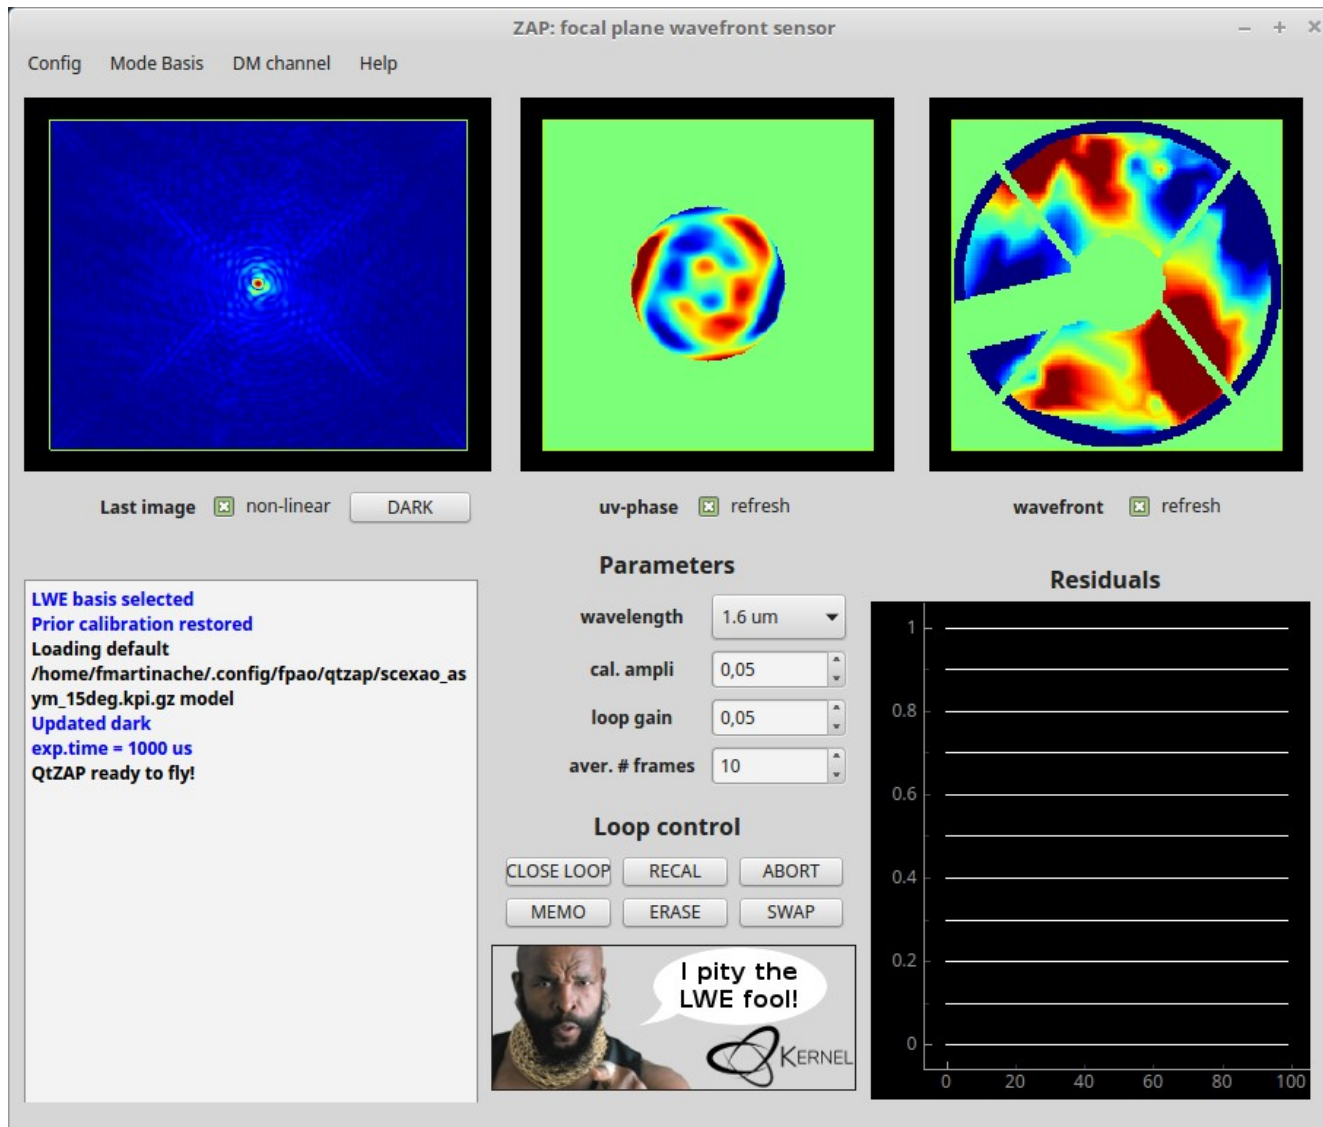 ZAP: focal plane wavefront sensor
Config Mode Basis DM channel Help
Last image non-linear DARK
uv-phase refresh
wavefront refresh
LWE basis selected
Prior calibration restored
Loading default
/home/fmartinache/.config/fpao/qtzap/scexao_as
ym_15deg.kpi.gz model
Updated dark
exp.time = 1000 us
QtZAP ready to fly!
Parameters
wavelength 1.6 um
cal. ampli 0,05
loop gain 0,05
aver. # frames 10
Loop control
CLOSE LOOP RECAL ABORT
MEMO ERASE SWAP
I pity the
LWE fool!
KERNEL
Residuals
1
0.8
0.6
0.4
0.2
0
0 20 40 60 80 100